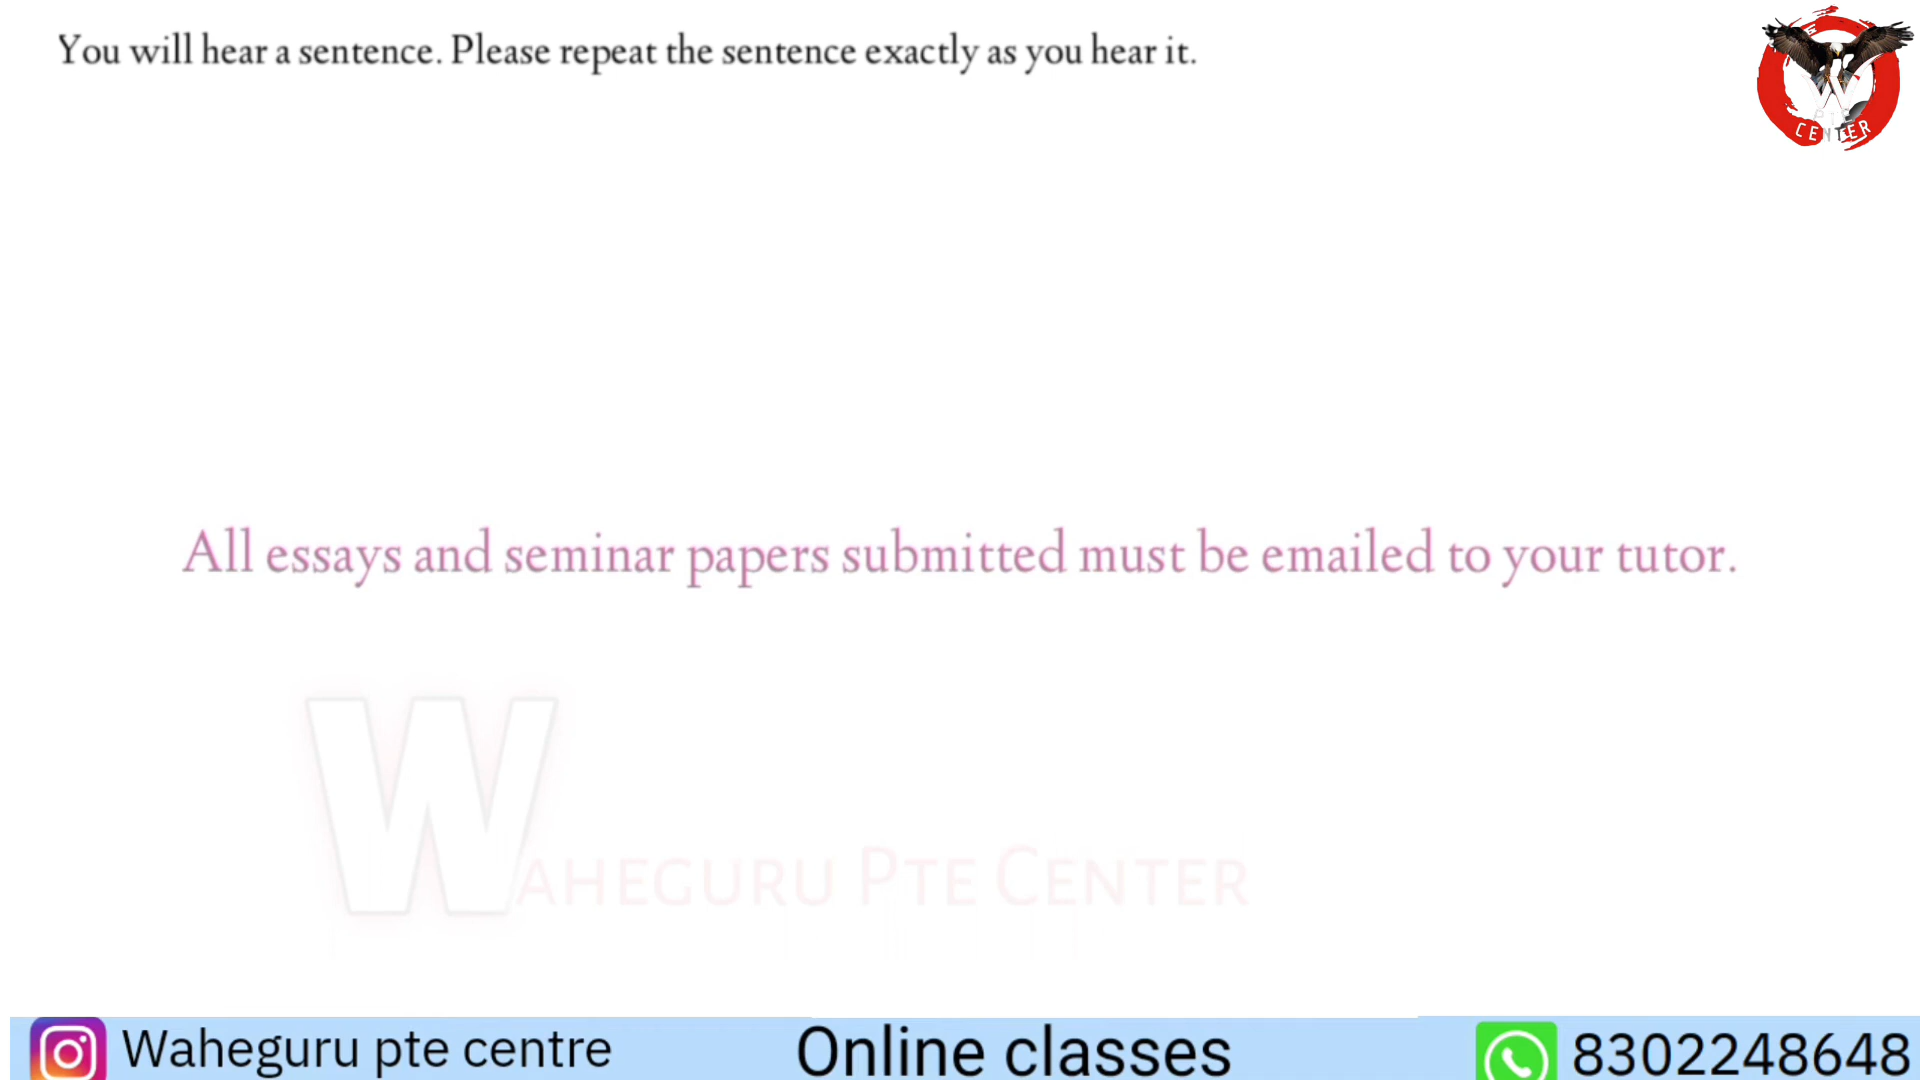 You will hear a sentence. Please repeat the sentence exactly as you hear it.
CENTER
All essays and seminar papers submitted must be emailed to your tutor.
WAHEGURU PTE CENTER
Waheguru pte centre
Online classes
8302248648